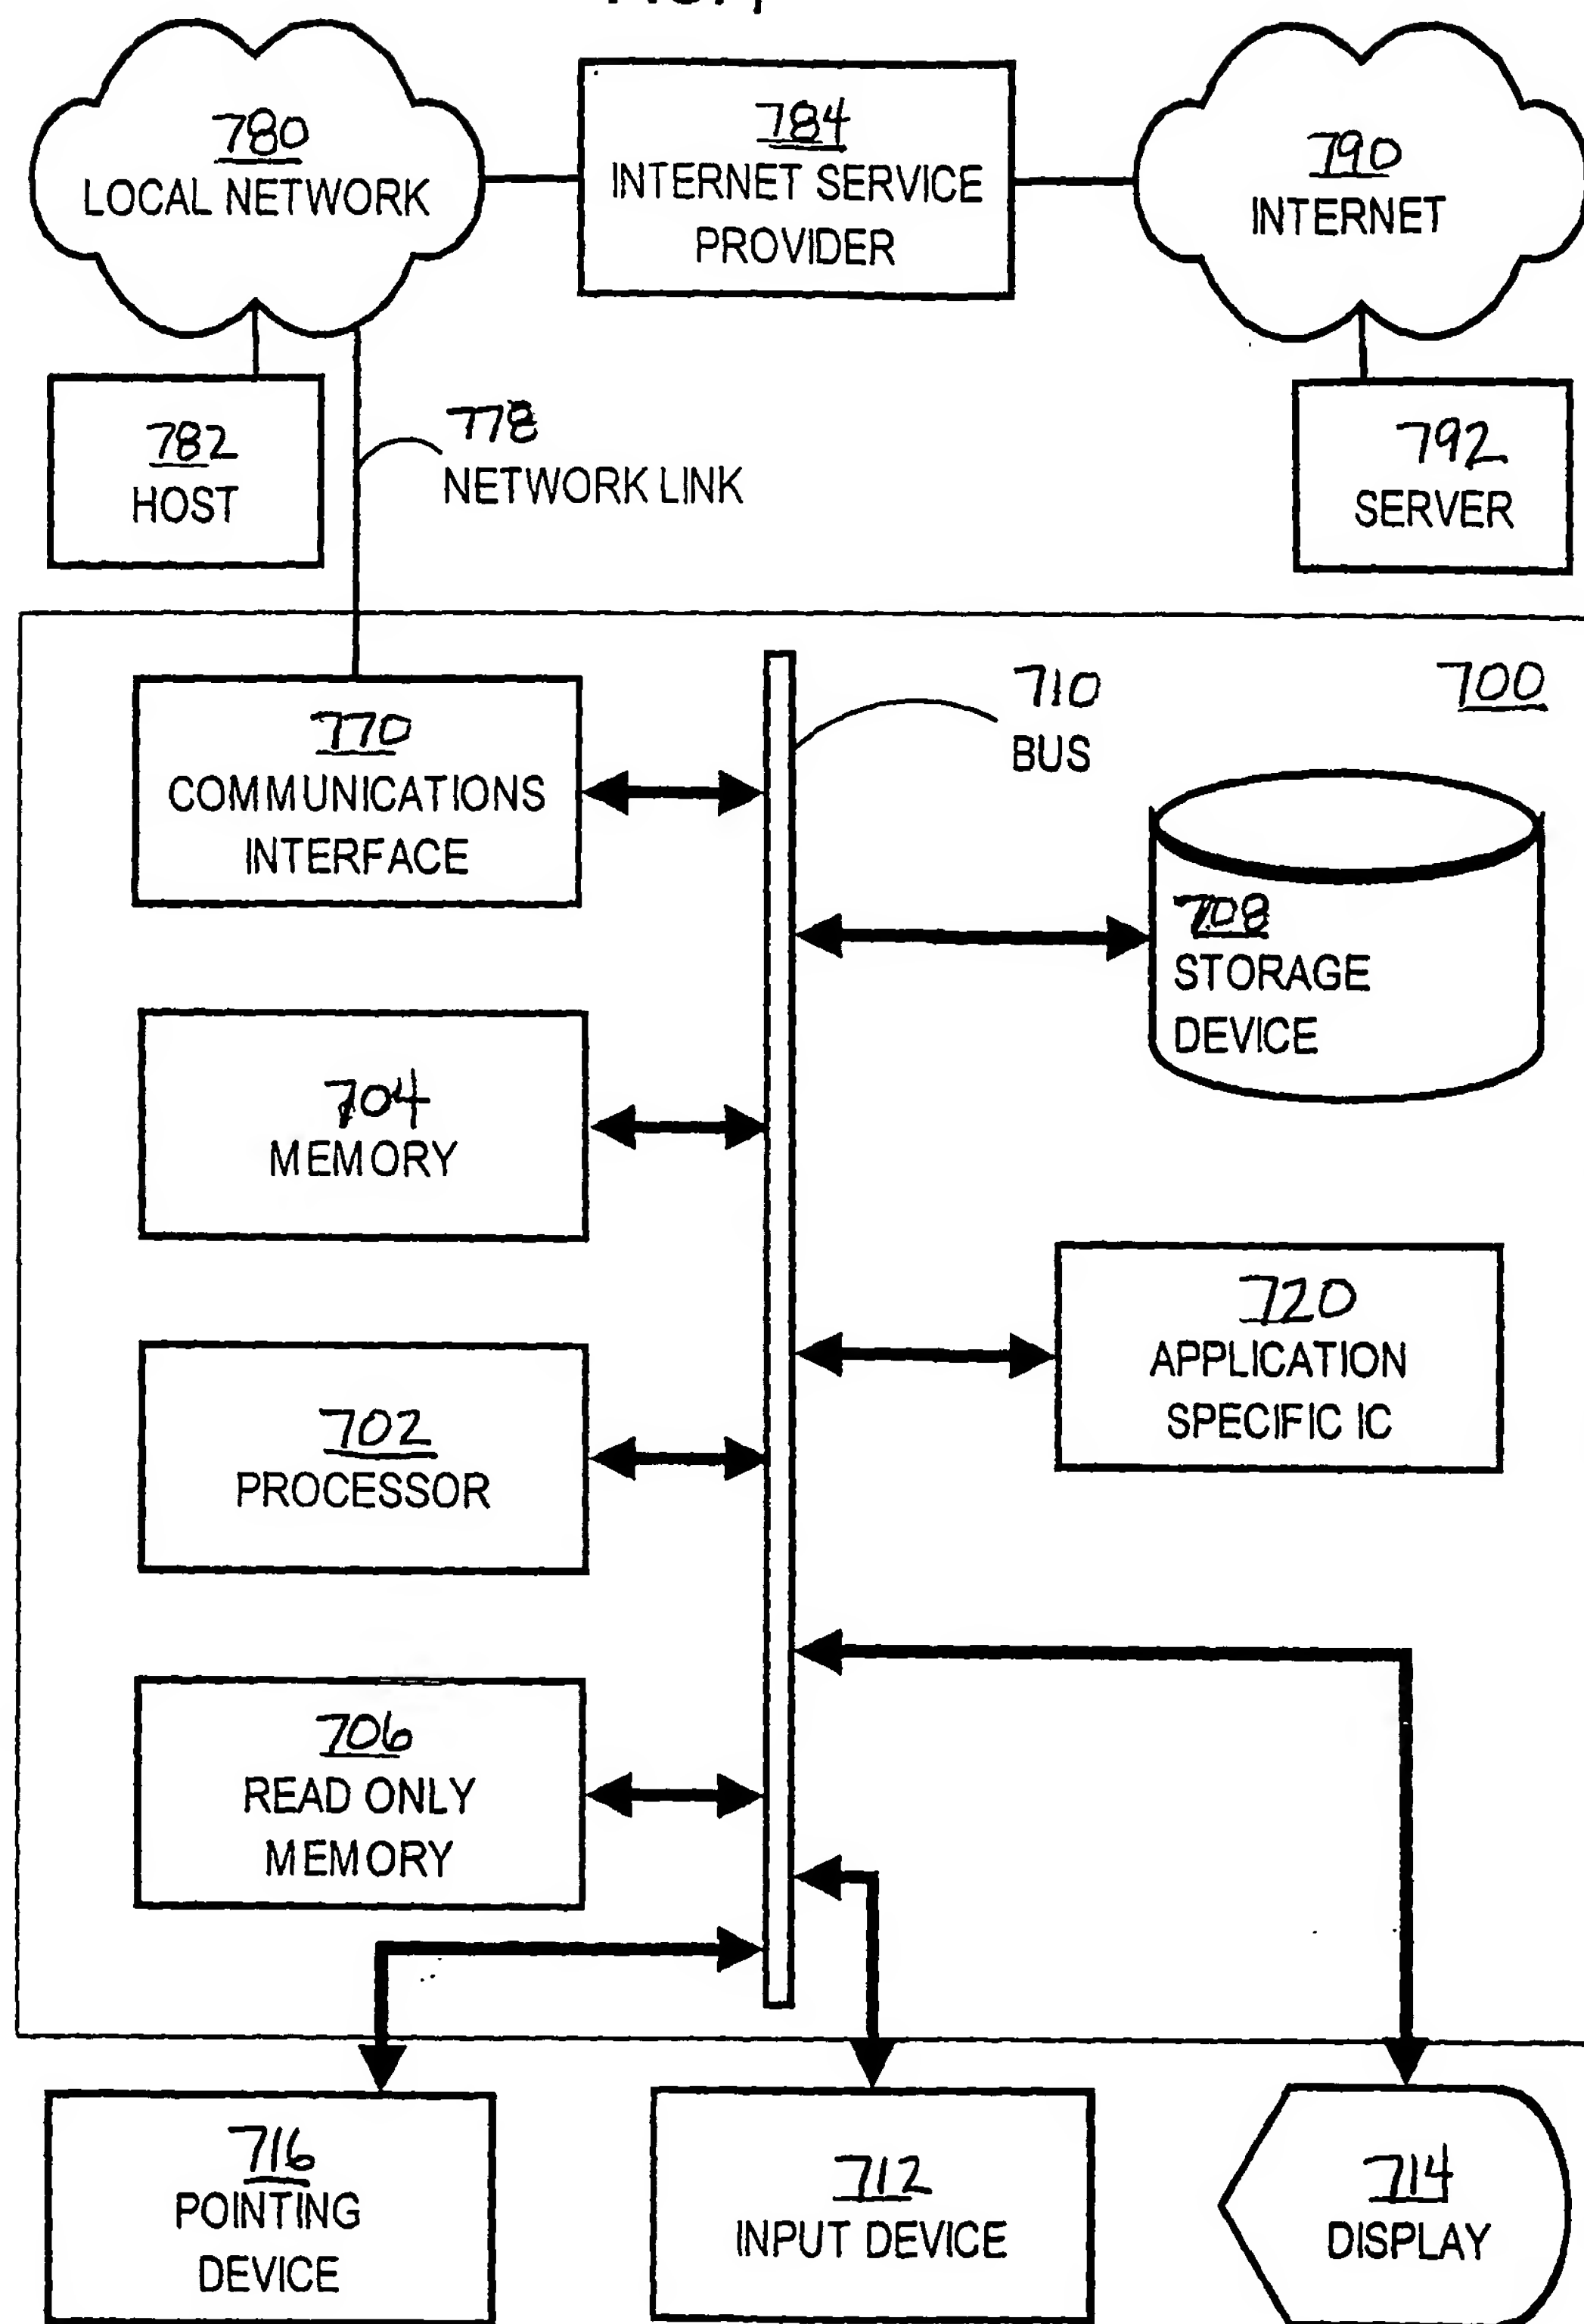 780
LOCAL NETWORK
784
INTERNET SERVICE
PROVIDER
790
INTERNET
782
HOST
778
NETWORK LINK
792
SERVER
700
770
COMMUNICATIONS
INTERFACE
710
BUS
708
STORAGE
DEVICE
704
MEMORY
720
APPLICATION
SPECIFIC IC
702
PROCESSOR
706
READ ONLY
MEMORY
716
POINTING
DEVICE
712
INPUT DEVICE
714
DISPLAY